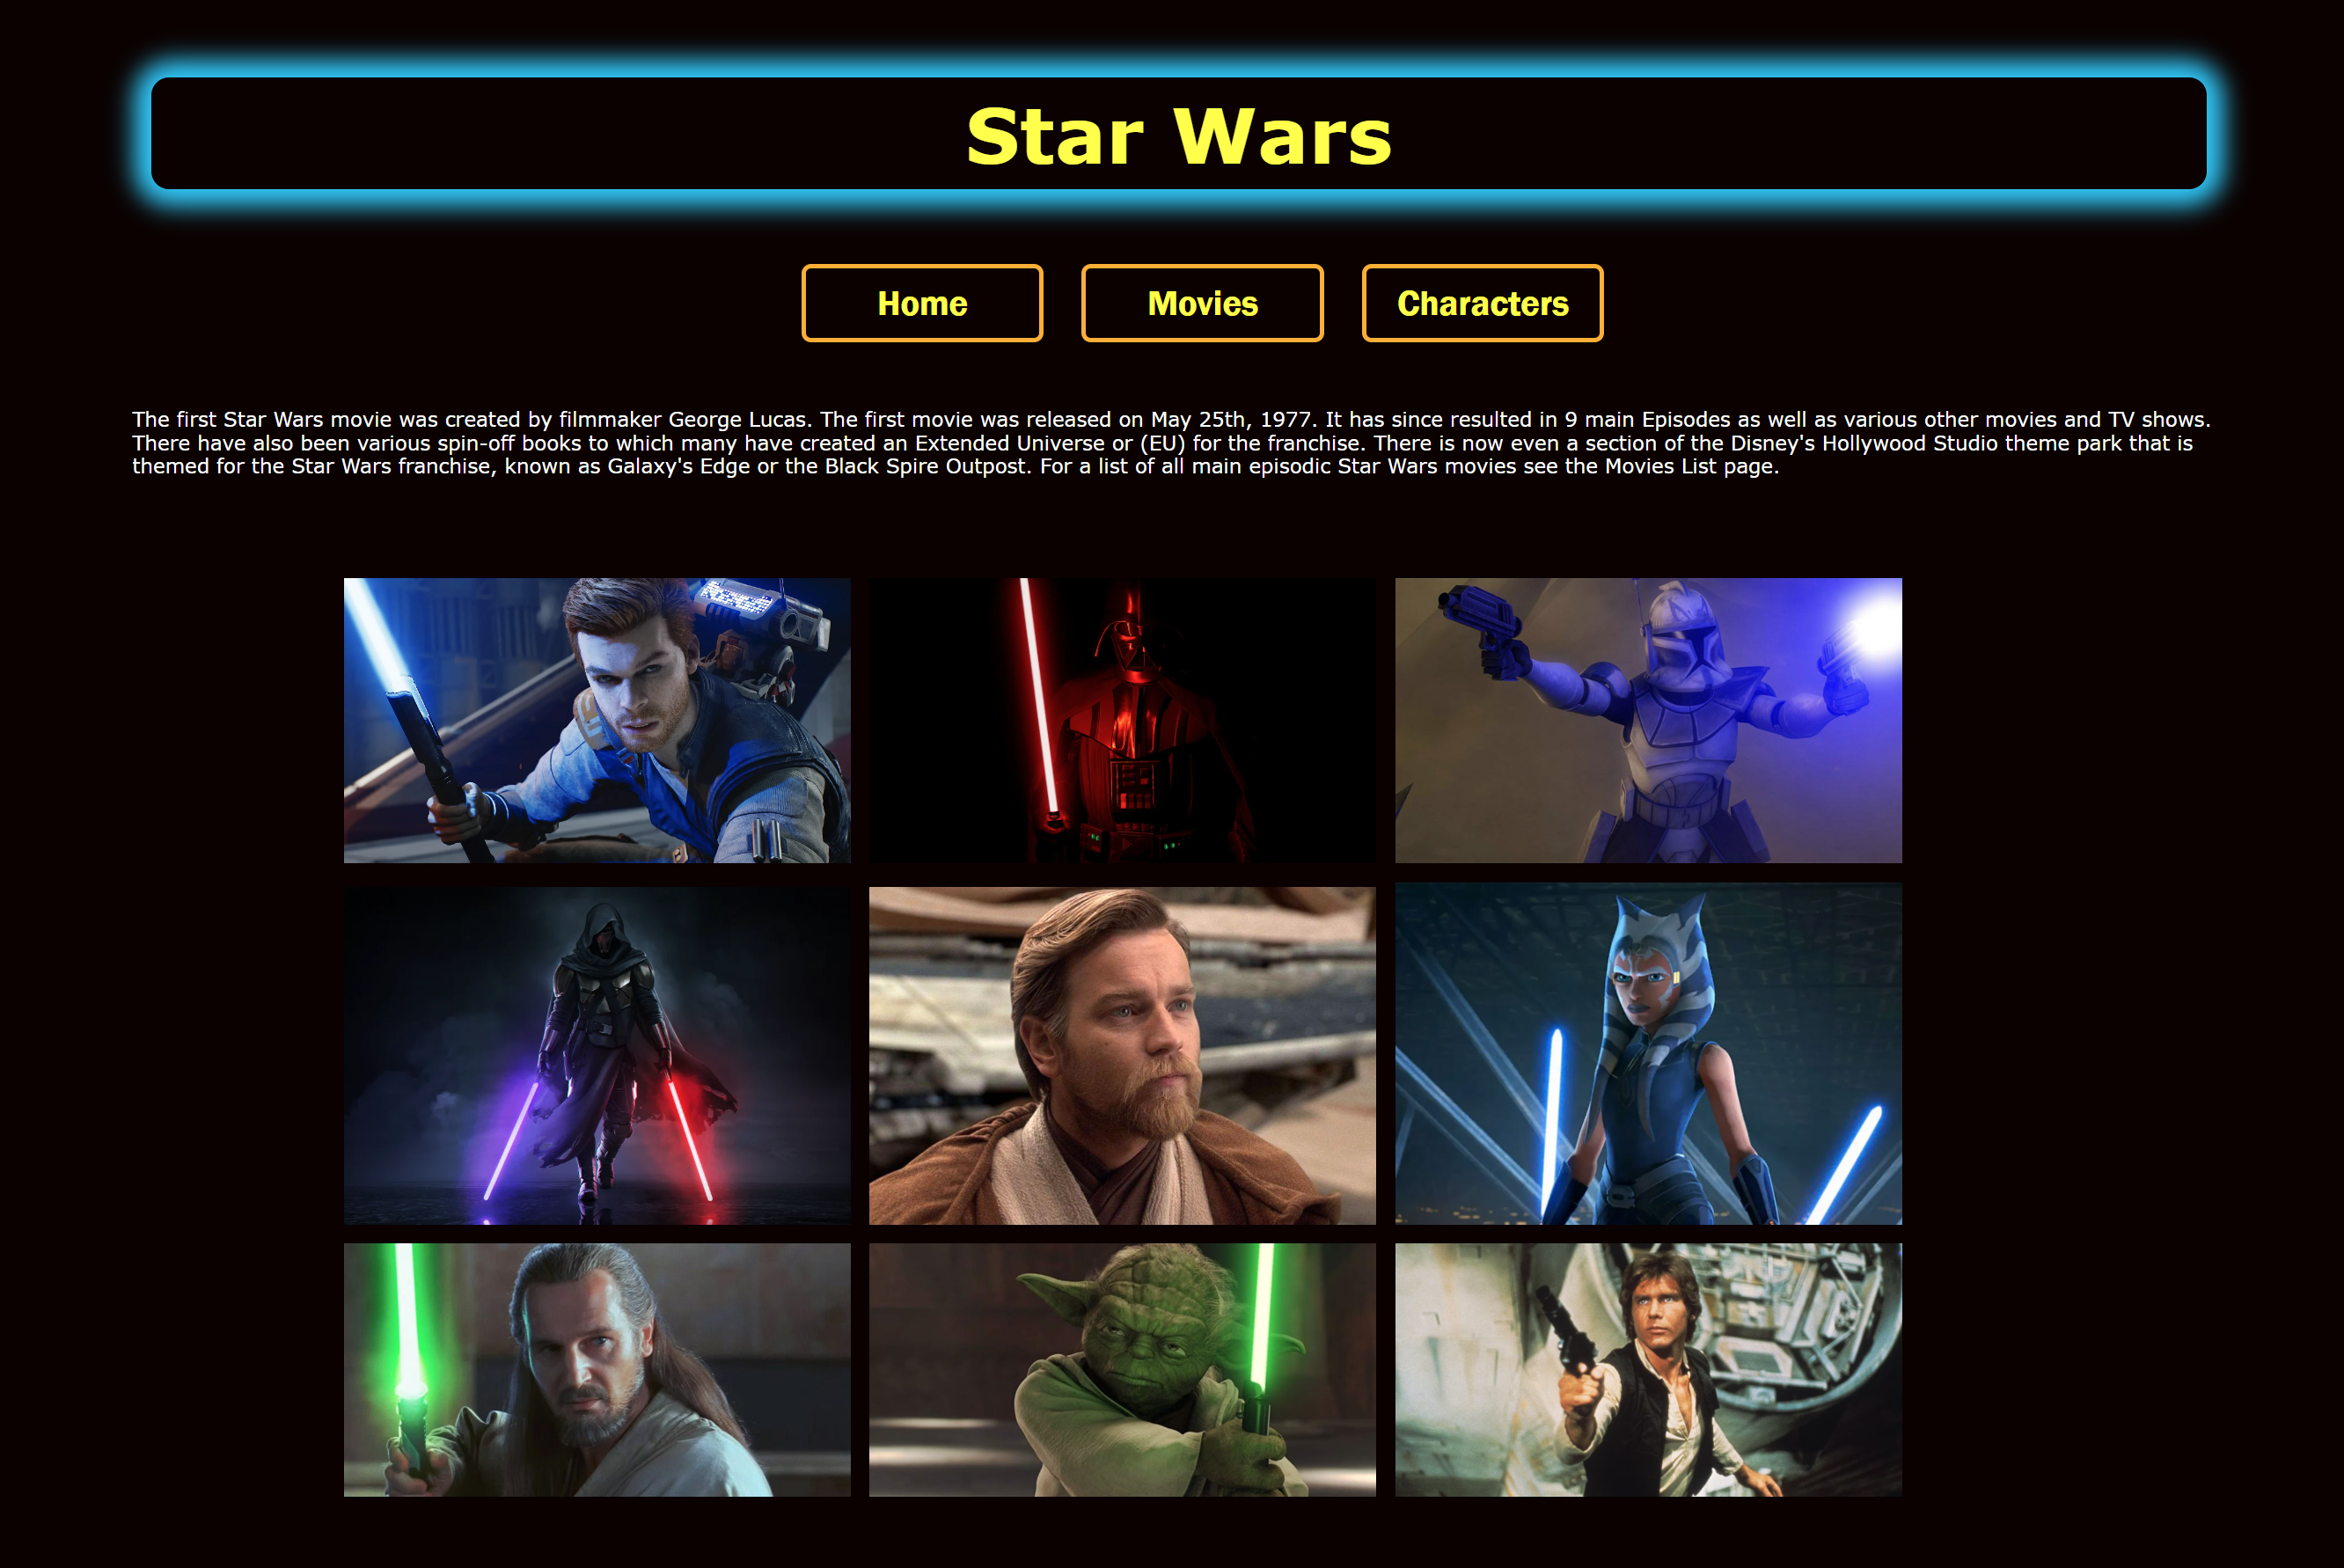 Star Wars
Home
Movies
Characters
The first Star Wars movie was created by filmmaker George Lucas. The first movie was released on May 25th, 1977. It has since resulted in 9 main Episodes as well as various other movies and TV shows.
There have also been various spin-off books to which many have created an Extended Universe or (EU) for the franchise. There is now even a section of the Disney's Hollywood Studio theme park that is
themed for the Star Wars franchise, known as Galaxy's Edge or the Black Spire Outpost. For a list of all main episodic Star Wars movies see the Movies List page.